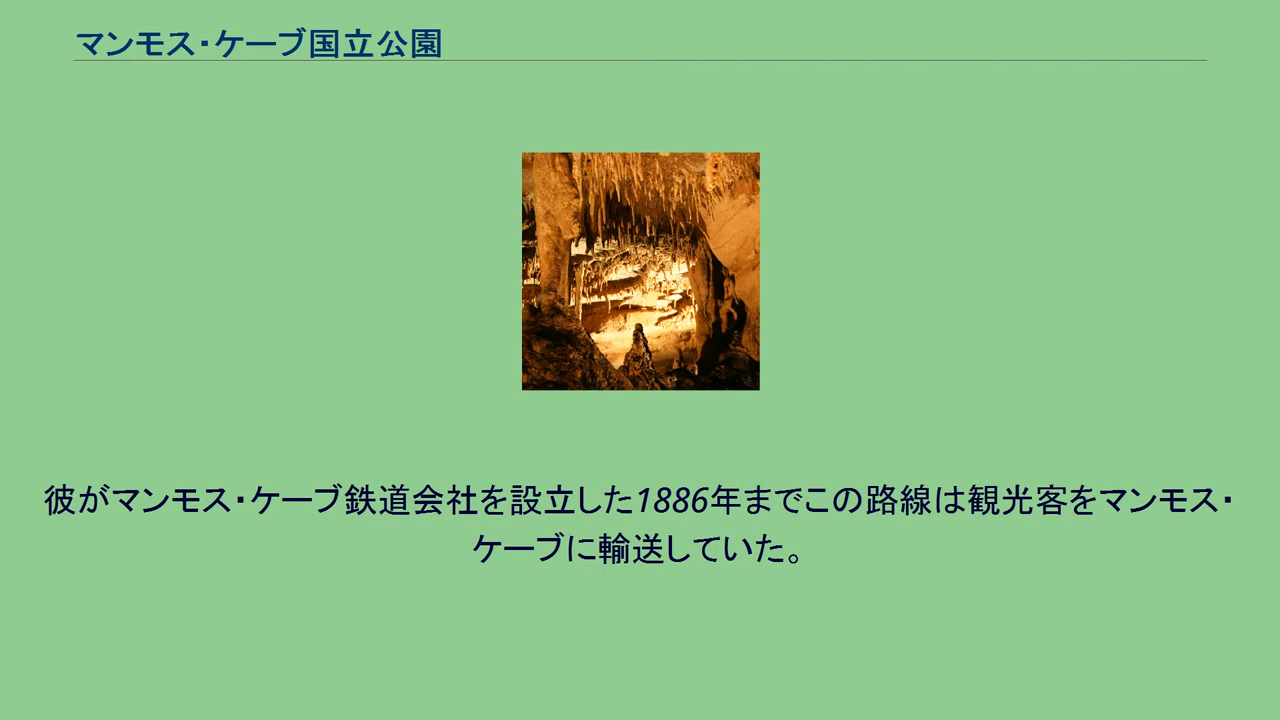 マンモス・ケーブ国立公園
彼がマンモス・ケーブ鉄道会社を設立した1886年までこの路線は観光客をマンモス・
ケーブに輸送していた。